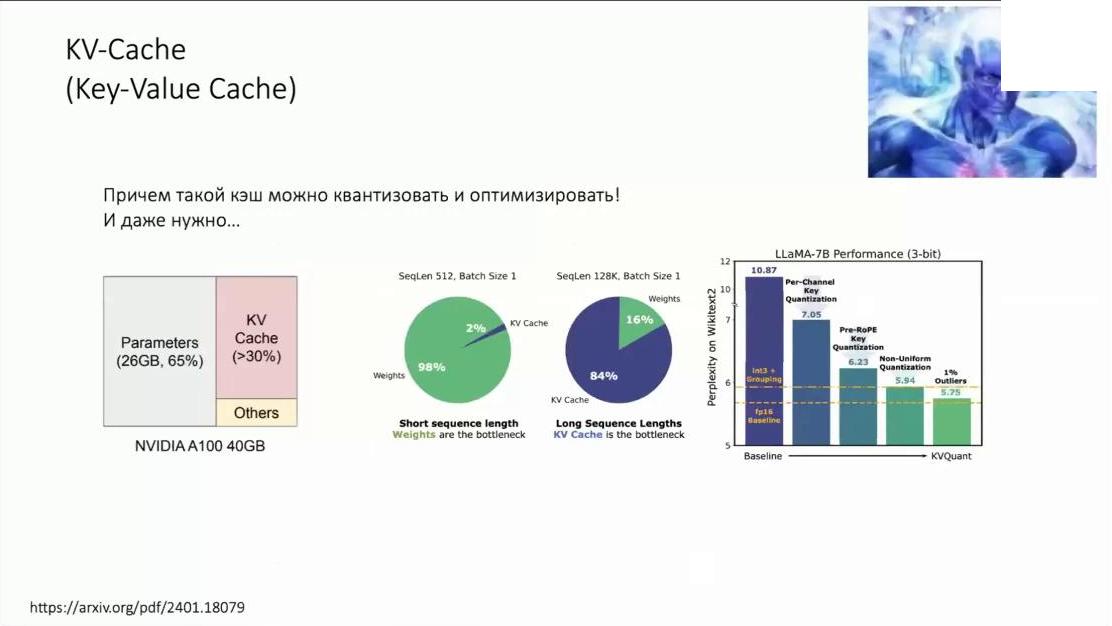 KV-Cache
(Key-Value Cache)
Причем такой кэш можно квантизовать и оптимизировать!
И даже нужно...
Parameters
(26GB, 65%)
KV
Cache
(>30%)
Others
NVIDIA A100 40GB
SeqLen 512, Batch Size 1
2%
KV Cache
98%
Weights
Short sequence length
Weights are the bottleneck
SeqLen 128K, Batch Size 1
Weights
16%
84%
KV Cache
Long Sequence Lengths
KV Cache is the bottleneck
LLaMA-7B Performance (3-bit)
Perplexity on Wikitext2
12
10
7
6
5
10.87
Per-Channel
Key
Quantization
7.05
Pre-RoPE
Key
Quantization
6.23
Non-Uniform
Quantization
5.94
1%
Outliers
5.75
int3 +
Grouping
fp16
Baseline
Baseline
KVQuant
https://arxiv.org/pdf/2401.18079